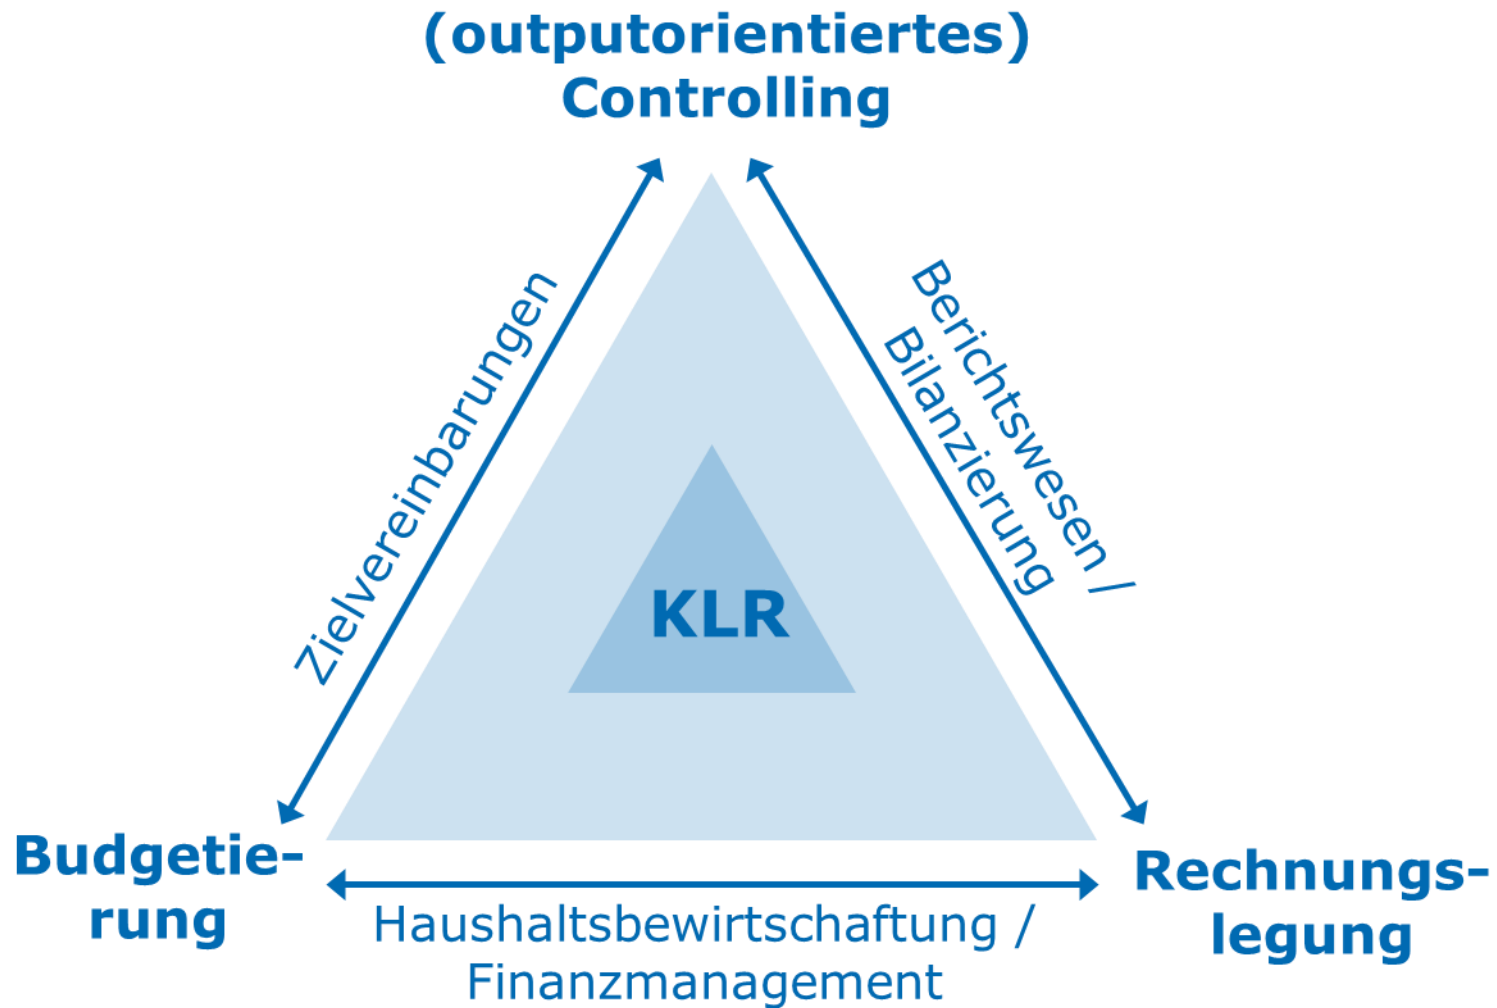 (outputorientiertes)
Controlling
Zielvereinbarungen
Berichtswesen /
Bilanzierung
KLR
Budgetie-
rung
Rechnungs-
legung
Haushaltsbewirtschaftung /
Finanzmanagement